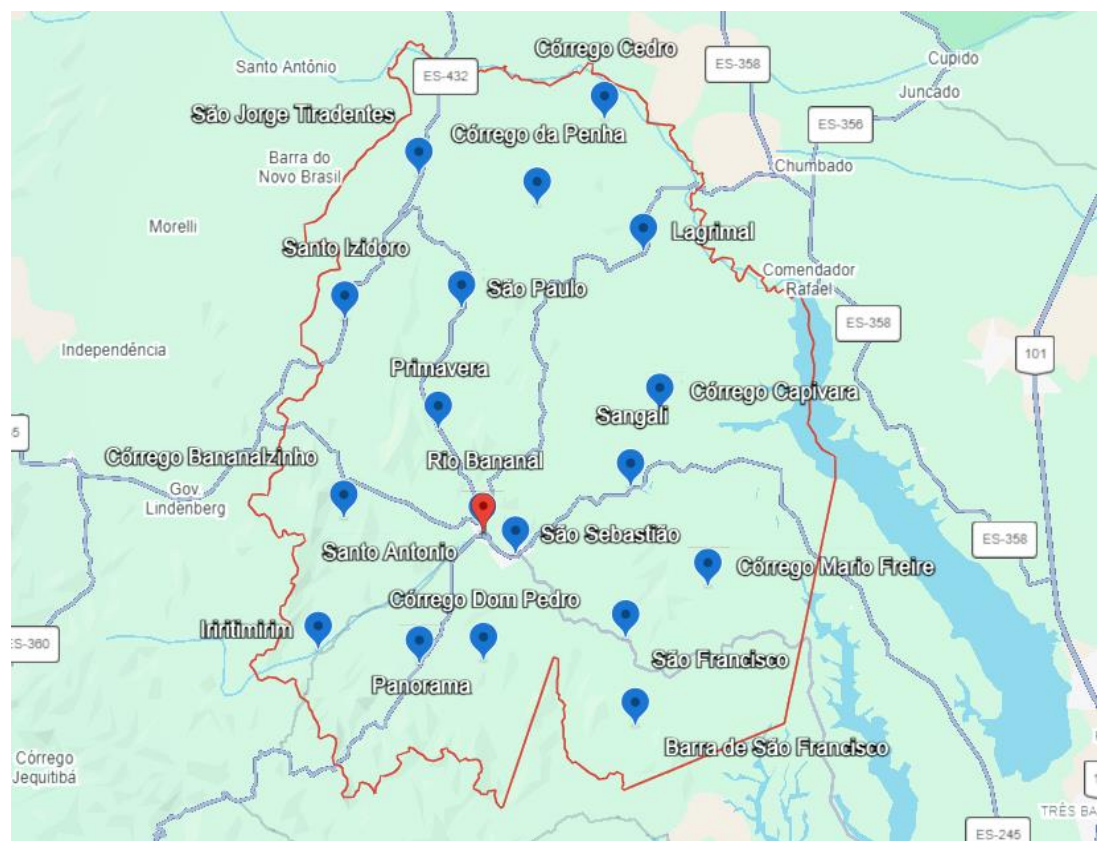 Córrego Cedro
Santo Antônio
ES-432
ES-358
Cupido
Juncado
São Jorge Tiradentes
Córrego da Penha
ES-356
Barra do
Novo Brasil
Chumbado
Morelli
Santo Izidoro
Lagrimal
Comendador
Rafael
São Paulo
ES-358
Independência
101
Primavera
Córrego Capivara
Sangali
Córrego Bananalzinho
Rio Bananal
Gov.
Lindenberg
São Sebastião
Santo Antonio
ES-358
Córrego Mario Freire
Córrego Dom Pedro
Iriritimirim
ES-360
São Francisco
Panorama
Barra de São Francisco
Córrego
Jequitibá
TRÊS BA
ES-245